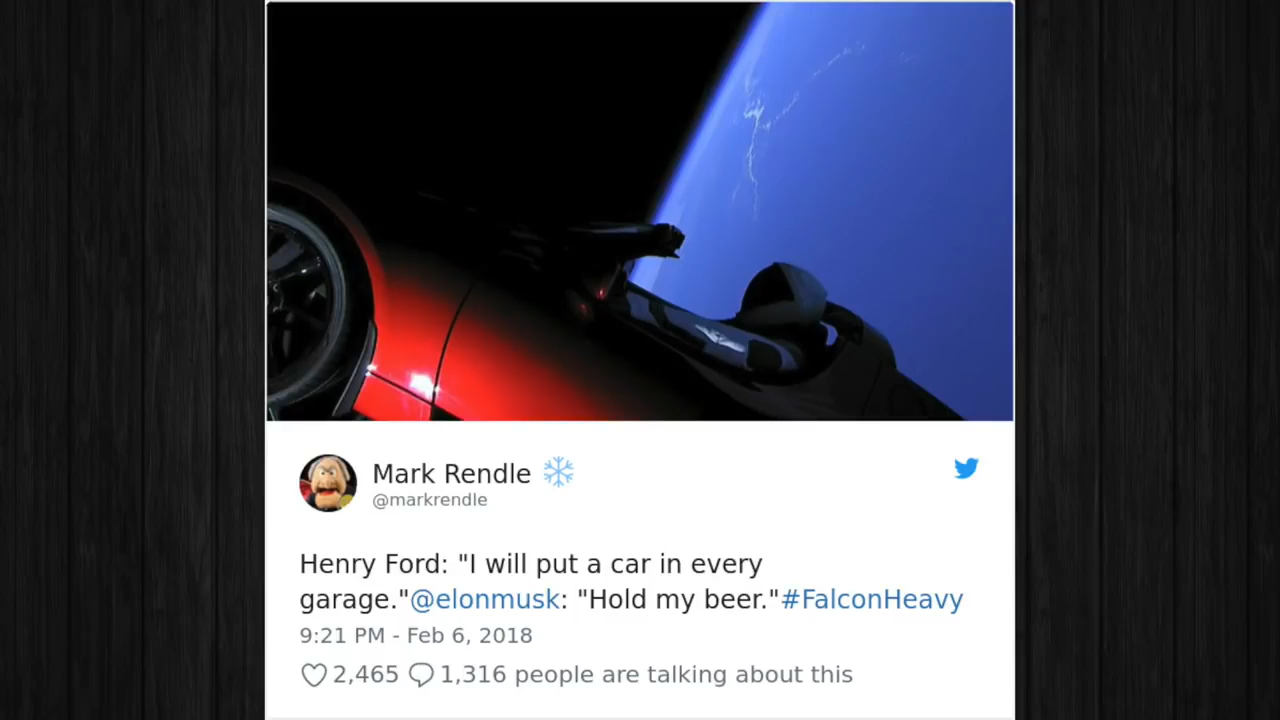 Mark Rendle
@markrendle
Henry Ford: "I will put a car in every
garage."@elonmusk: "Hold my beer."#FalconHeavy
9:21 PM - Feb 6, 2018
2,465 1,316 people are talking about this